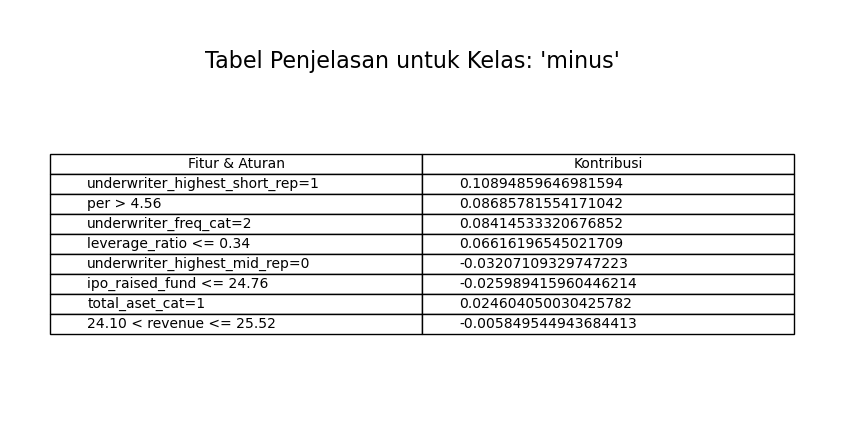 Tabel Penjelasan untuk Kelas: 'minus'
Fitur & Aturan Kontribusi
underwriter_highest_short_rep=1 0.10894859646981594
per > 4.56 0.08685781554171042
underwriter_freq_cat=2 0.08414533320676852
leverage_ratio <= 0.34 0.06616196545021709
underwriter_highest_mid_rep=0 -0.03207109329747223
ipo_raised_fund <= 24.76 -0.025989415960446214
total_aset_cat=1 0.024604050030425782
24.10 < revenue <= 25.52 -0.005849544943684413